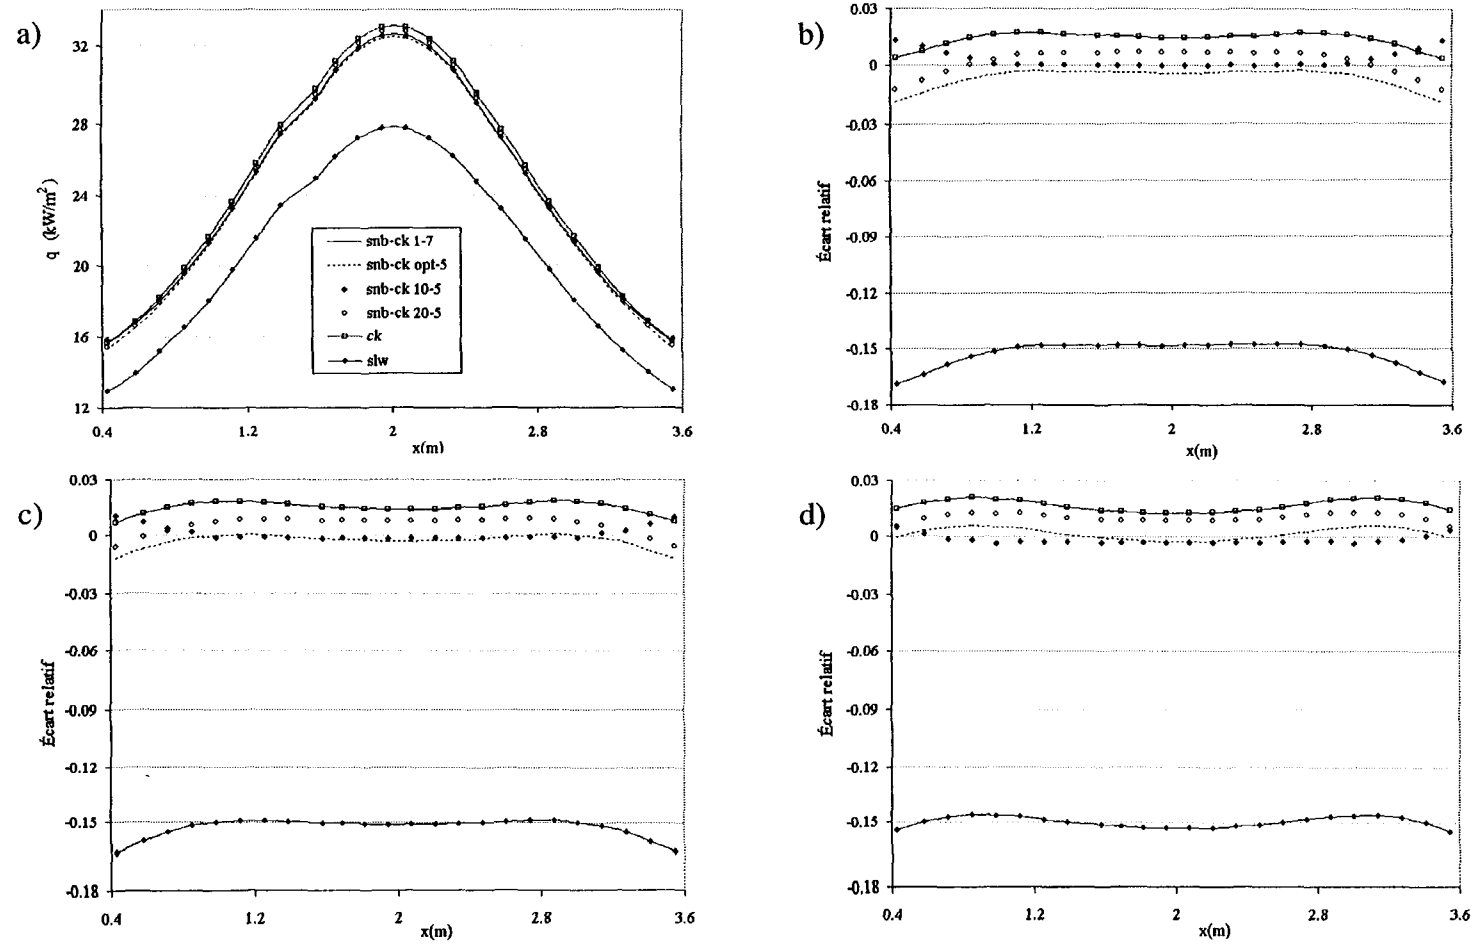 a)
32
28
24
20
16
12
q (kW/m²)
snb-ck 1-7
snb-ck opt-5
snb-ck 10-5
snb-ck 20-5
ck
slw
0.4
1.2
2
2.8
3.6
x(m)
b)
0.03
0
-0.03
-0.06
-0.09
-0.12
-0.15
-0.18
Écart relatif
0.4
1.2
2
2.8
3.6
x(m)
c)
0.03
0
-0.03
-0.06
-0.09
-0.12
-0.15
-0.18
Écart relatif
0.4
1.2
2
2.8
3.6
x(m)
d)
0.03
0
-0.03
-0.06
-0.09
-0.12
-0.15
-0.18
Écart relatif
0.4
1.2
2
2.8
3.6
x(m)